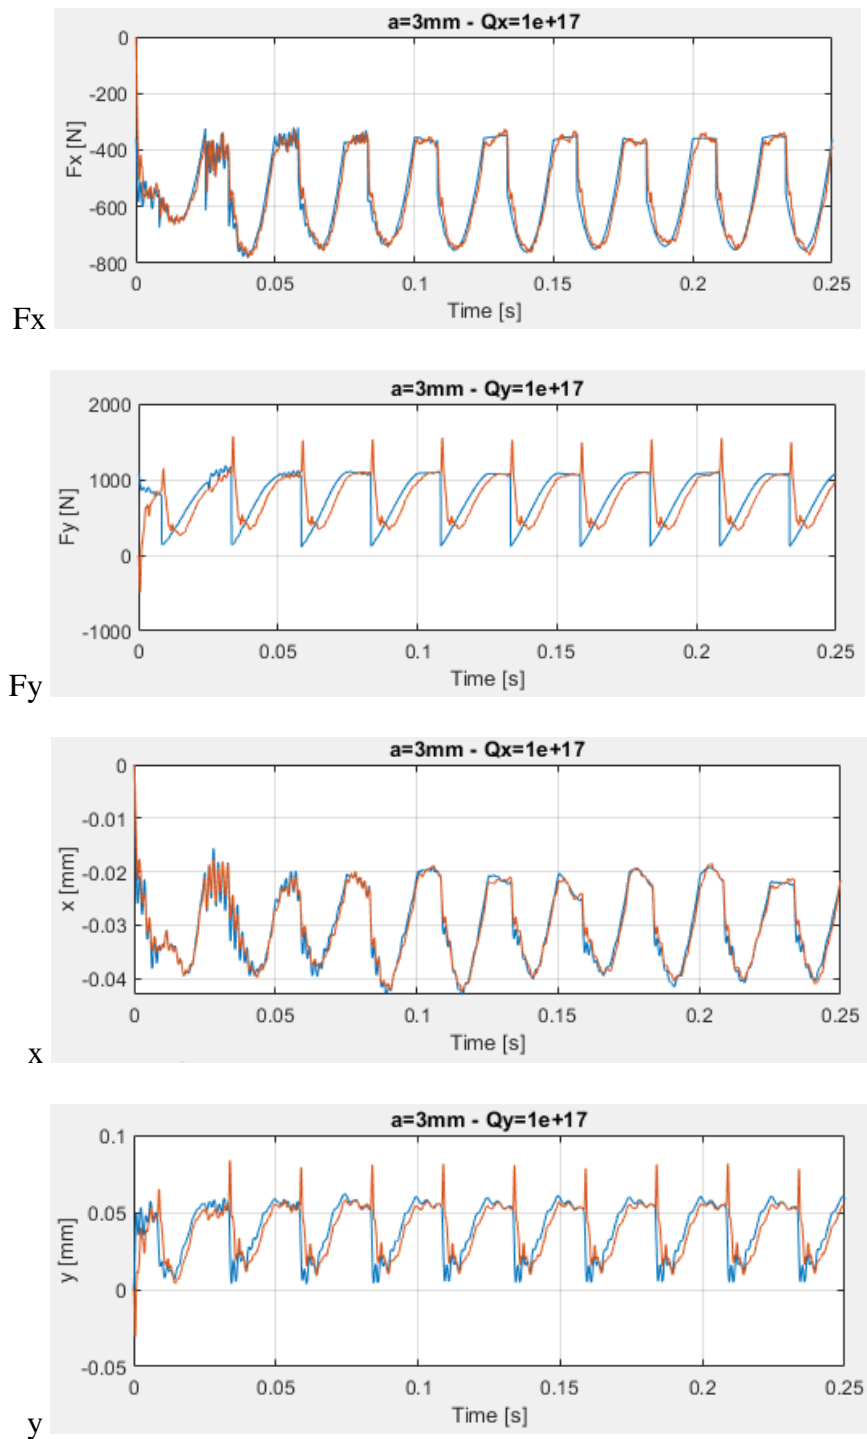 a=3mm - Qx=1e+17
0
-200
-400
-600
-800
Fx [N]
0 0.05 0.1 0.15 0.2 0.25
Time [s]
Fx
a=3mm - Qy=1e+17
2000
1000
0
-1000
Fy [N]
0 0.05 0.1 0.15 0.2 0.25
Time [s]
Fy
a=3mm - Qx=1e+17
0
-0.01
-0.02
-0.03
-0.04
x [mm]
0 0.05 0.1 0.15 0.2 0.25
Time [s]
x
a=3mm - Qy=1e+17
0.1
0.05
0
-0.05
y [mm]
0 0.05 0.1 0.15 0.2 0.25
Time [s]
y